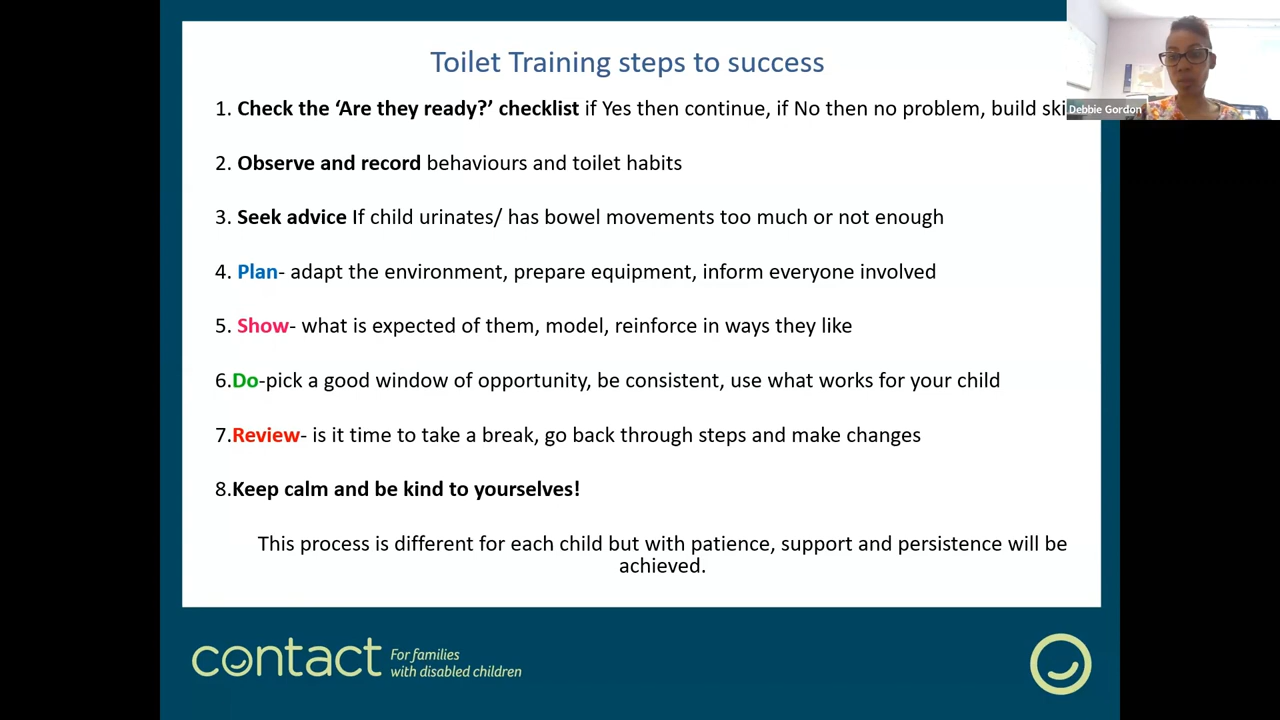 Toilet Training steps to success
1. Check the ‘Are they ready?’ checklist if Yes then continue, if No then no problem, build
Debbie Gordon
2. Observe and record behaviours and toilet habits
3. Seek advice If child urinates/ has bowel movements too much or not enough
4. Plan- adapt the environment, prepare equipment, inform everyone involved
5. Show- what is expected of them, model, reinforce in ways they like
6.Do-pick a good window of opportunity, be consistent, use what works for your child
7.Review- is it time to take a break, go back through steps and make changes
8.Keep calm and be kind to yourselves!
This process is different for each child but with patience, support and persistence will be
achieved.
contact
For families
with disabled children